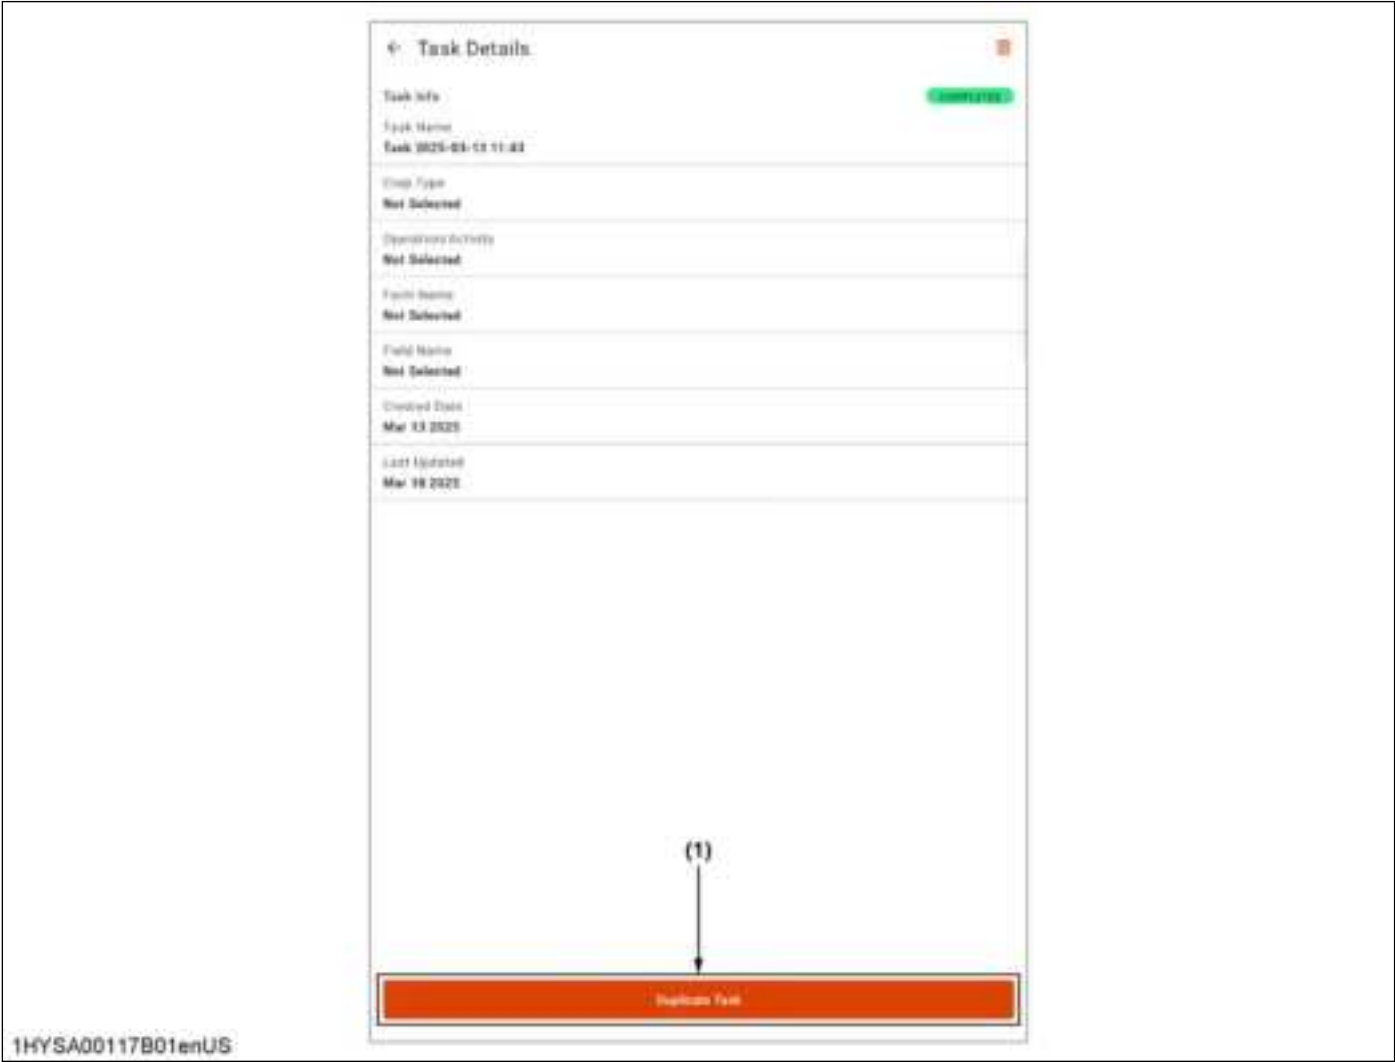 Task Details
Task Info
COMPLETED
Task Name
Task 2025-03-13 11:43
Crop Type
Not Selected
Operations Activity
Not Selected
Farm Name
Not Selected
Field Name
Not Selected
Created Date
Mar 13 2025
Last Updated
Mar 18 2025
(1)
Duplicate Task
1HYSA00117B01enUS